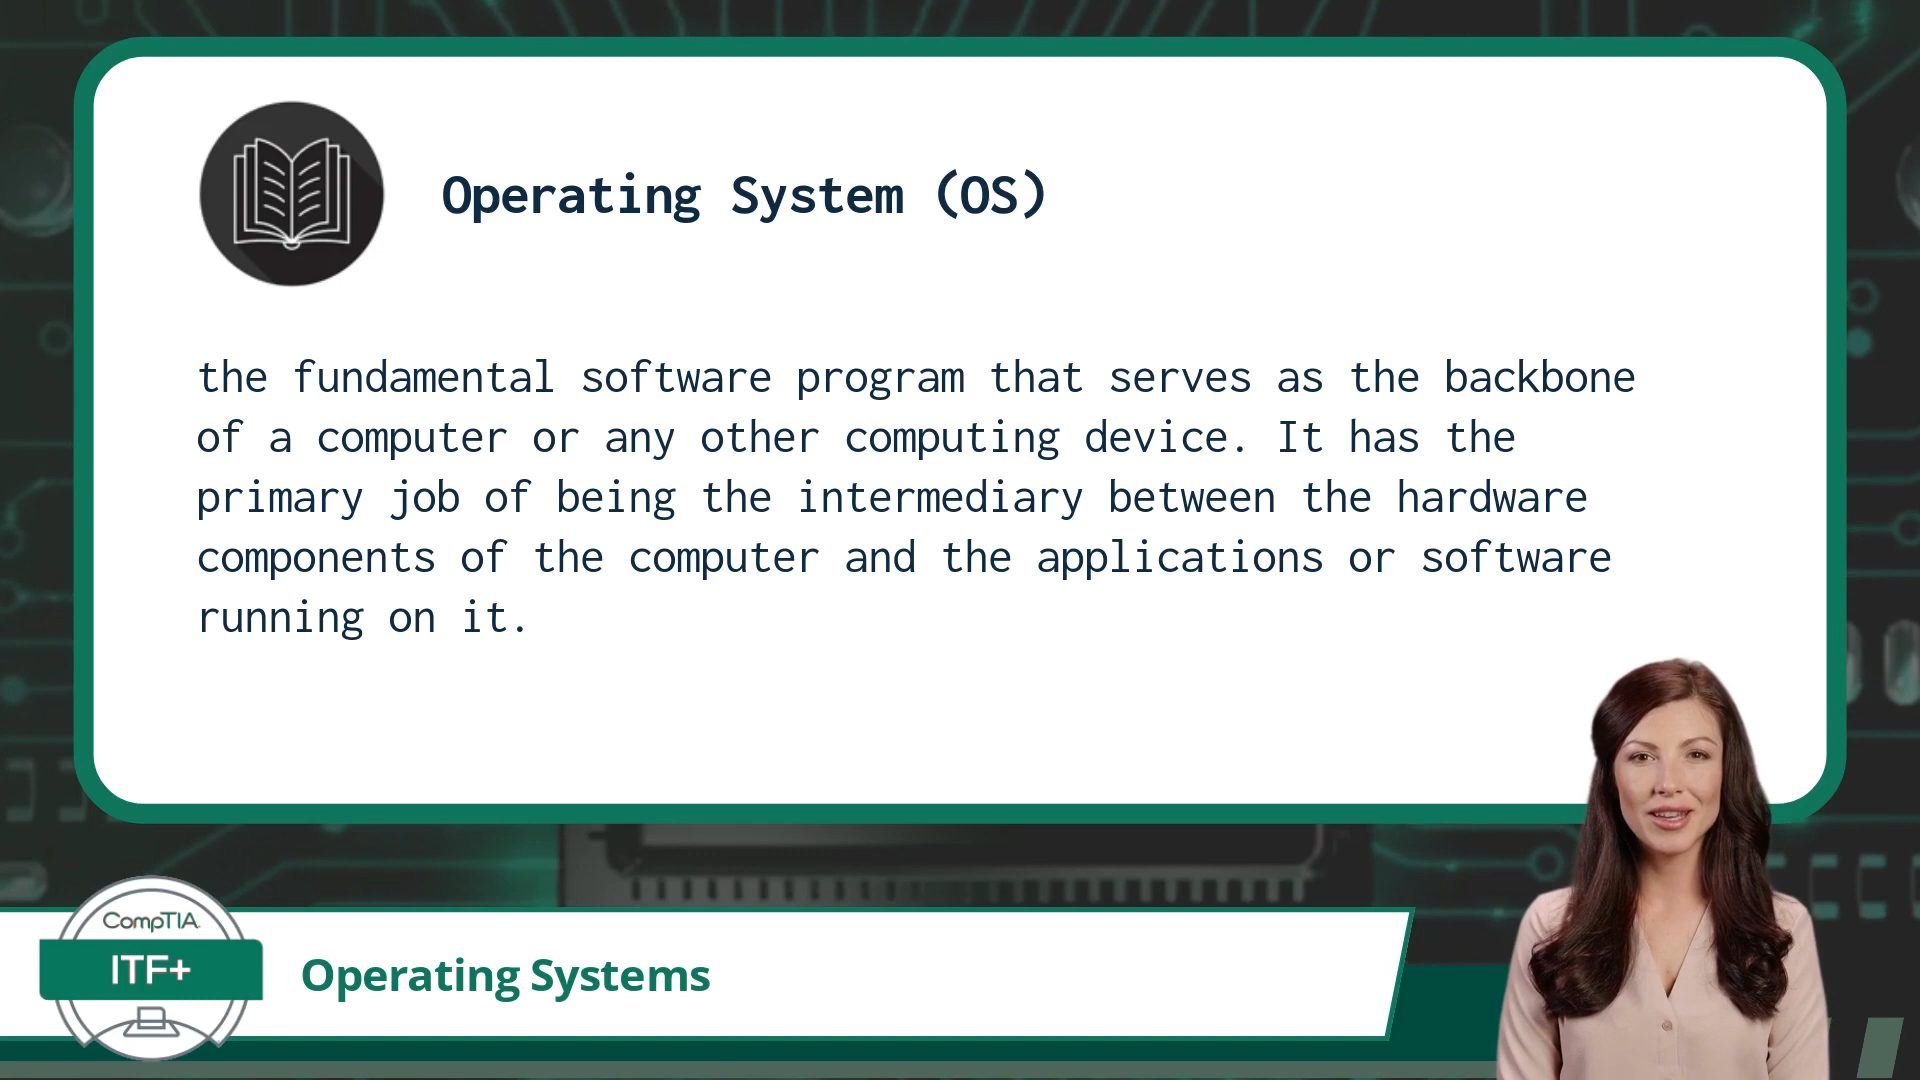 Operating System (OS)
the fundamental software program that serves as the backbone
of a computer or any other computing device. It has the
primary job of being the intermediary between the hardware
components of the computer and the applications or software
running on it.
CompTIA
ITF+
Operating Systems